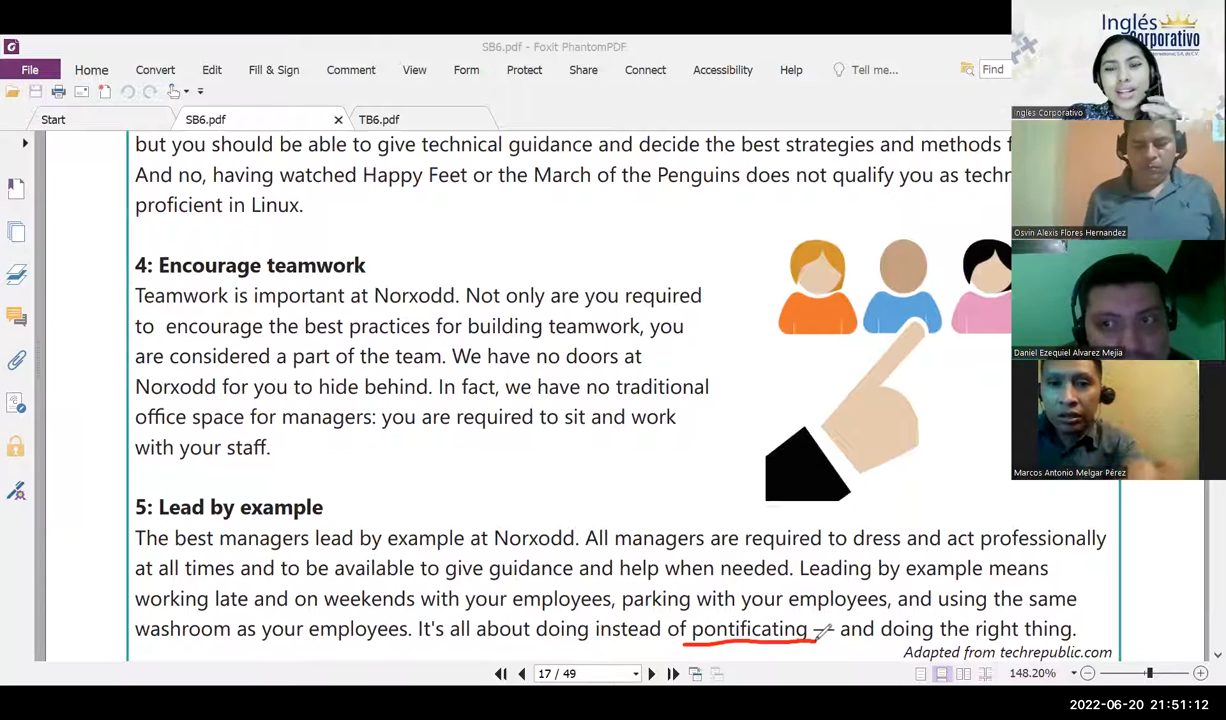 SB6.pdf - Foxit PhantomPDF
File Home Convert Edit Fill & Sign Comment View Form Protect Share Connect Accessibility Help Tell me... Find
Start SB6.pdf TB6.pdf
but you should be able to give technical guidance and decide the best strategies and methods
And no, having watched Happy Feet or the March of the Penguins does not qualify you as
proficient in Linux.
4: Encourage teamwork
Teamwork is important at Norxodd. Not only are you required
to encourage the best practices for building teamwork, you
are considered a part of the team. We have no doors at
Norxodd for you to hide behind. In fact, we have no traditional
office space for managers: you are required to sit and work
with your staff.
5: Lead by example
The best managers lead by example at Norxodd. All managers are required to dress and act professionally
at all times and to be available to give guidance and help when needed. Leading by example means
working late and on weekends with your employees, parking with your employees, and using the same
washroom as your employees. It's all about doing instead of pontificating — and doing the right thing.
Adapted from techrepublic.com
17 / 49
148.20%
Inglés
Corporativo
Inglés Corporativo
Osvin Alexis Flores Hernandez
Daniel Ezequiel Alvarez Mejía
Marcos Antonio Melgar Pérez
2022-06-20 21:51:12